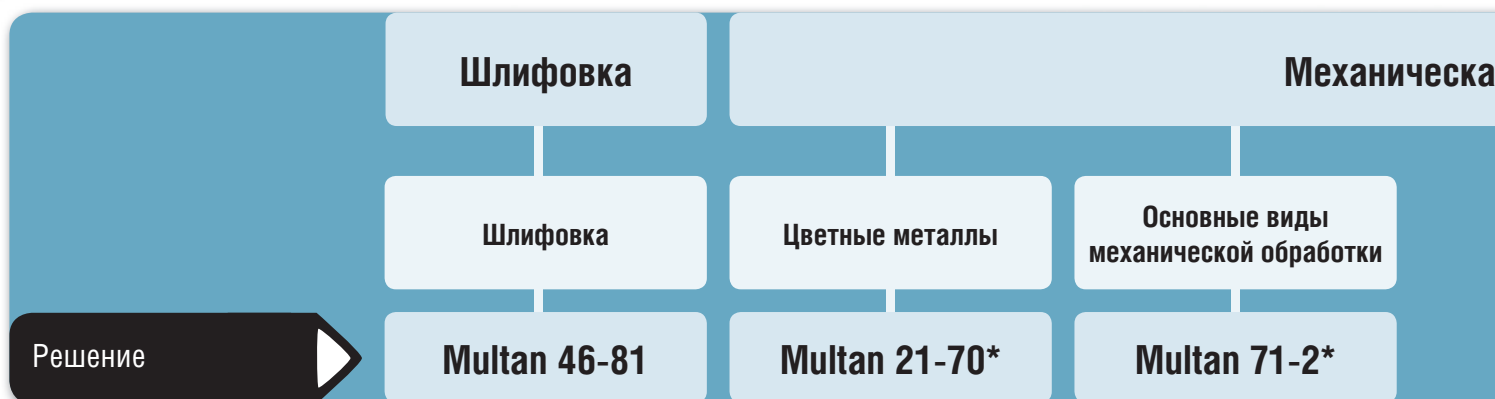 Шлифовка
Механическа
Шлифовка
Цветные металлы
Основные виды
механической обработки
Решение
Multan 46-81
Multan 21-70*
Multan 71-2*